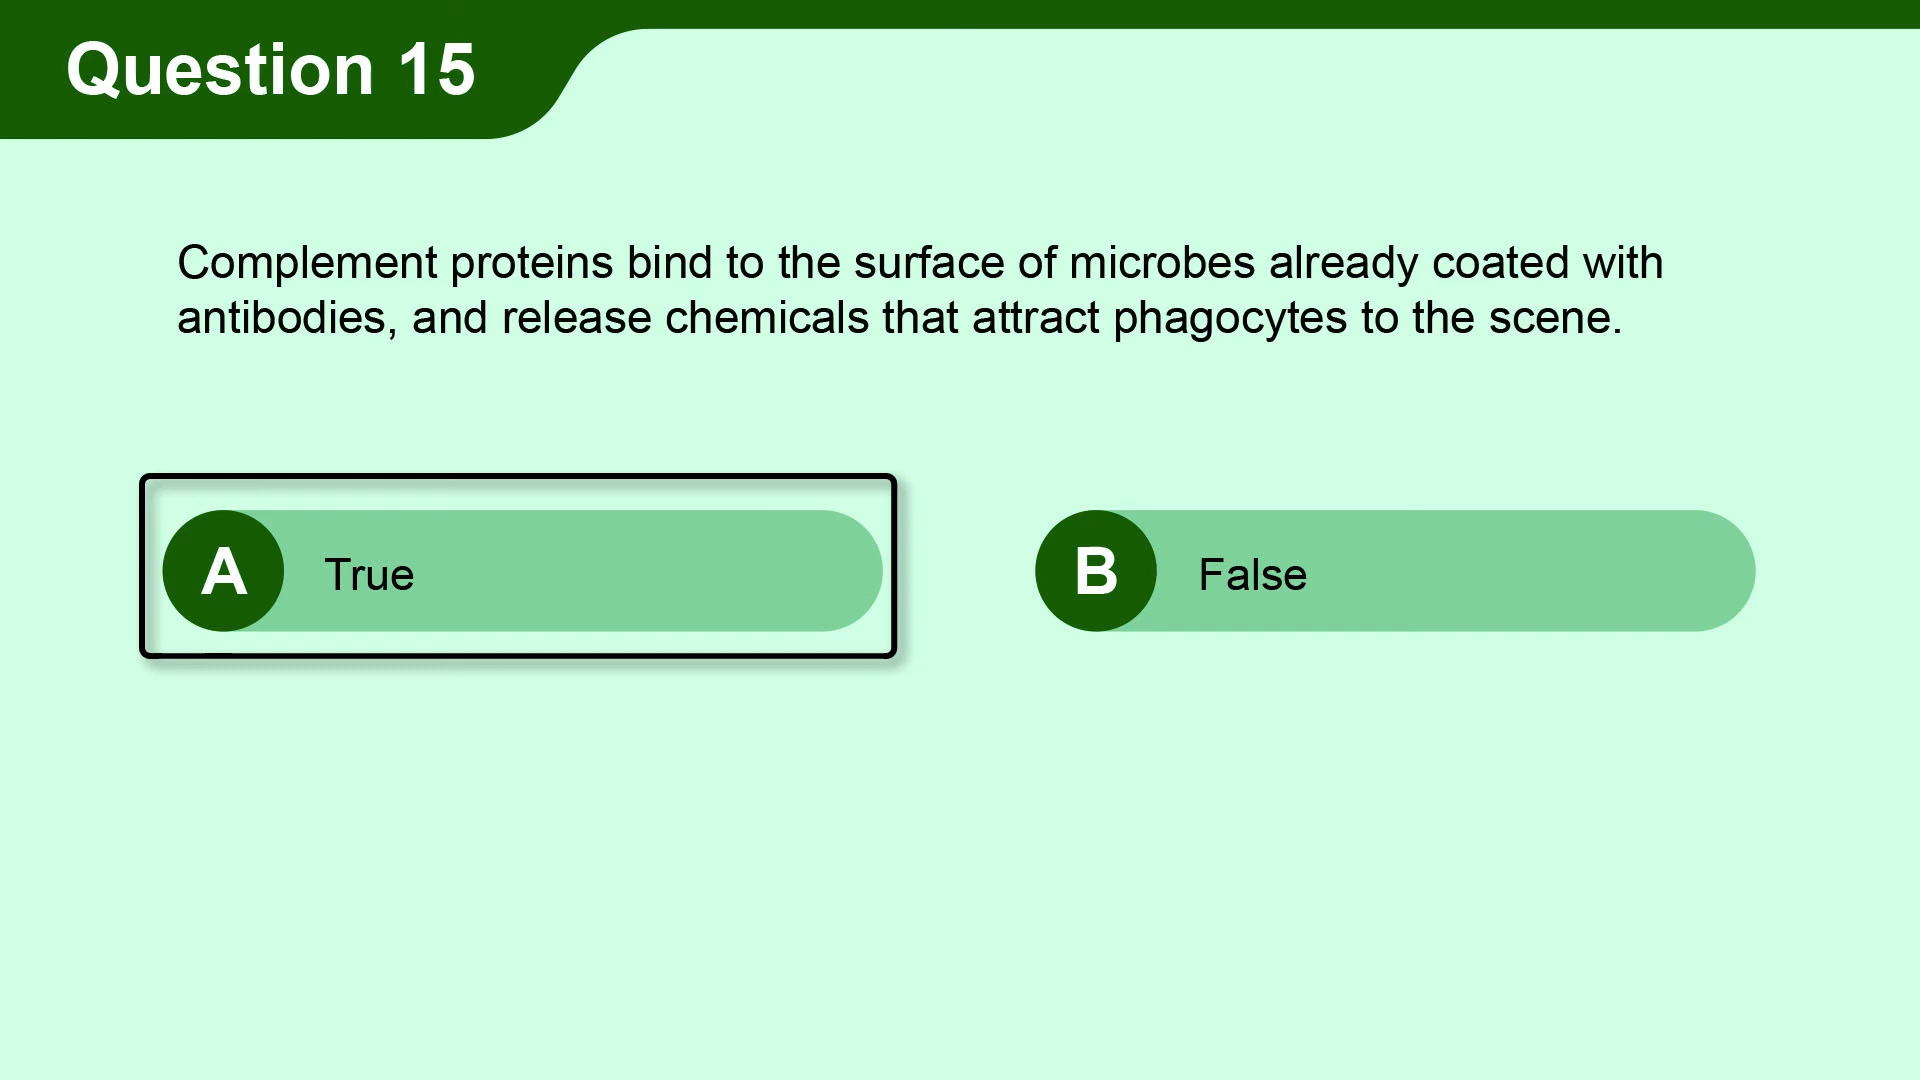 Question 15
Complement proteins bind to the surface of microbes already coated with
antibodies, and release chemicals that attract phagocytes to the scene.
A True
B False